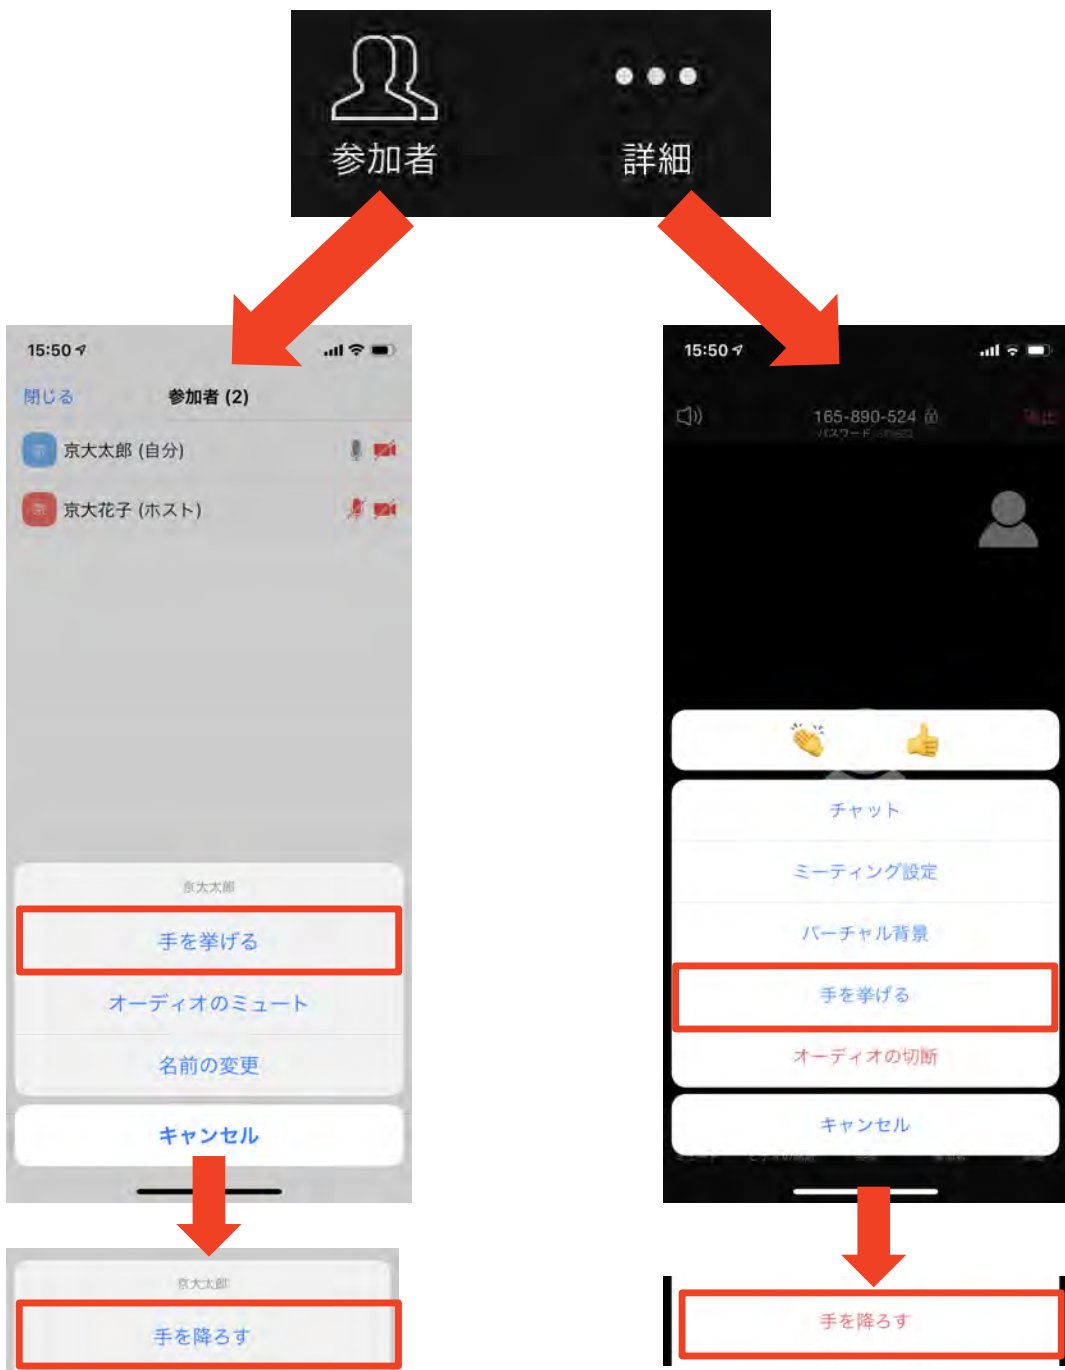 参加者
詳細
15:50
閉じる
参加者 (2)
京大太郎 (自分)
京大花子 (ホスト)
京大太郎
手を挙げる
オーディオのミュート
名前の変更
キャンセル
京大太郎
手を降ろす
15:50
165-890-524
パスワード
チャット
ミーティング設定
バーチャル背景
手を挙げる
オーディオの切断
キャンセル
手を降ろす